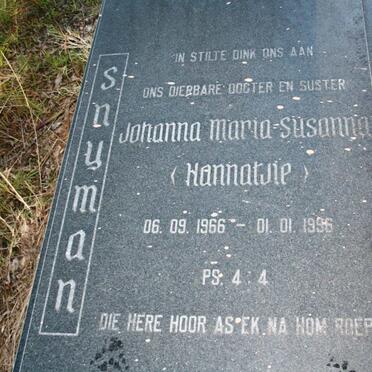 snyman
IN STILTE DINK ONS AAN
ONS DIERBARE DOGTER EN SUSTER
Johanna Maria-Susanna
(Hannatjie)
06. 09. 1966 - 01. 01. 1996
PS. 4 : 4
DIE HERE HOOR AS EK NA HOM ROEP